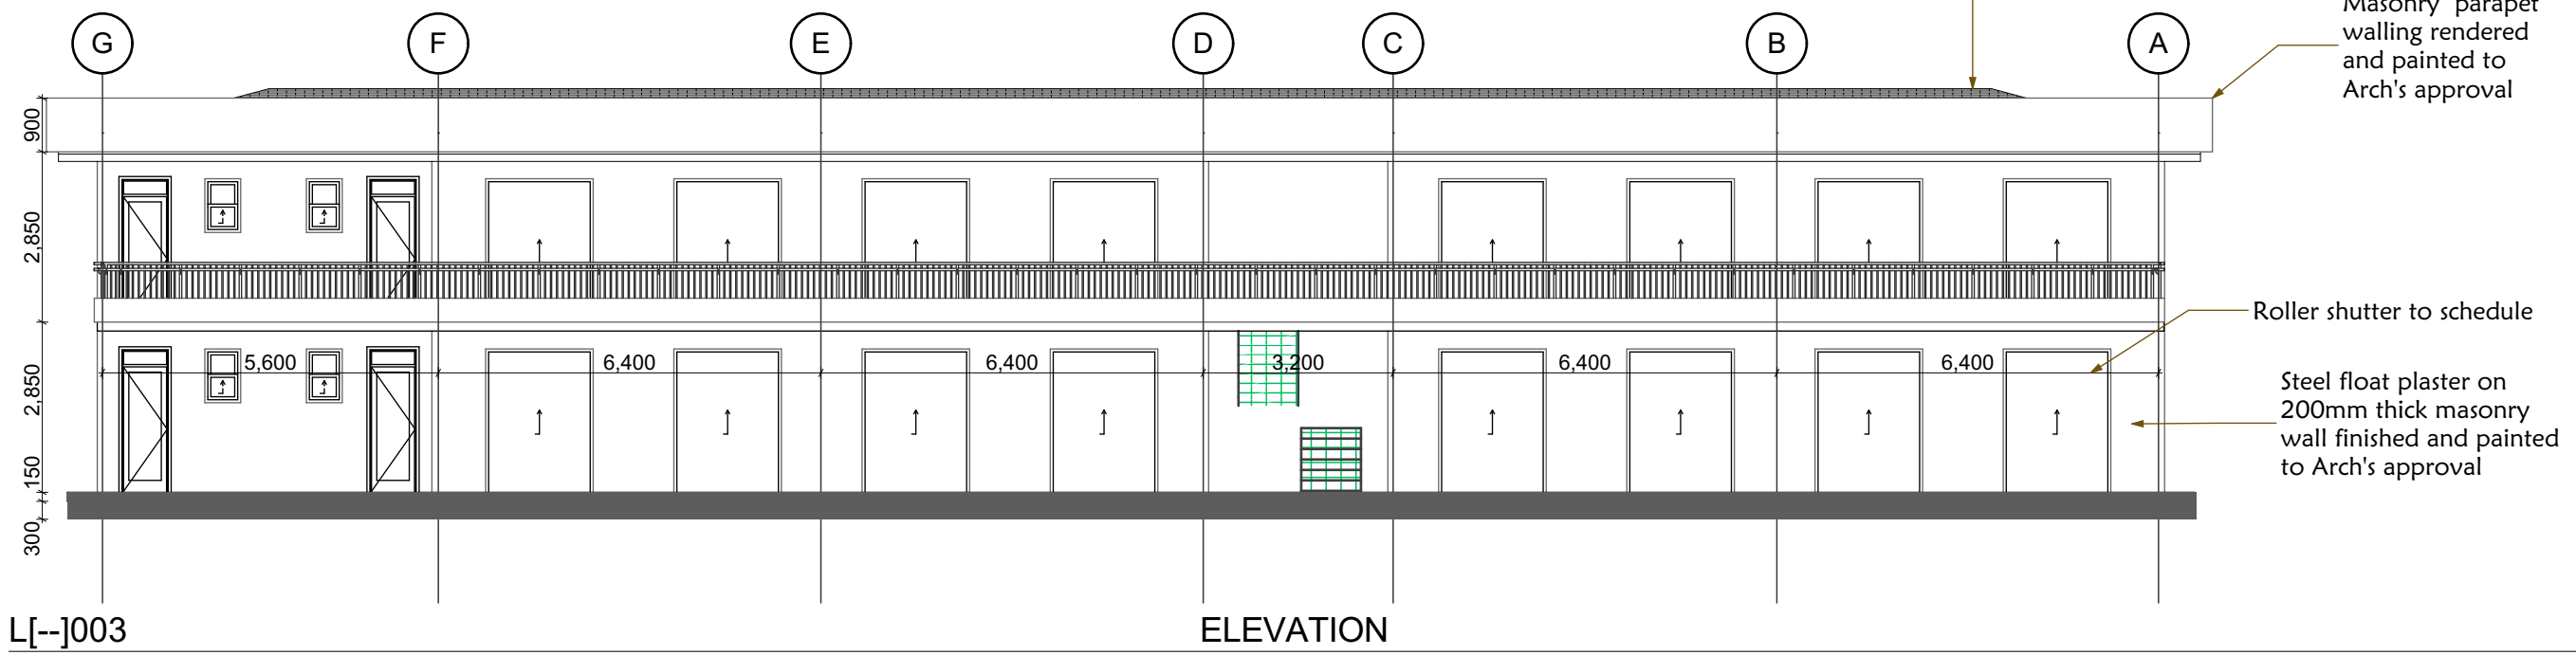 Masonry parapet
walling rendered
and painted to
Arch's approval
G
F
E
D
C
B
A
900
2,850
2,850
150
300
5,600
6,400
6,400
3,200
6,400
6,400
Roller shutter to schedule
Steel float plaster on
200mm thick masonry
wall finished and painted
to Arch's approval
L[--]003
ELEVATION